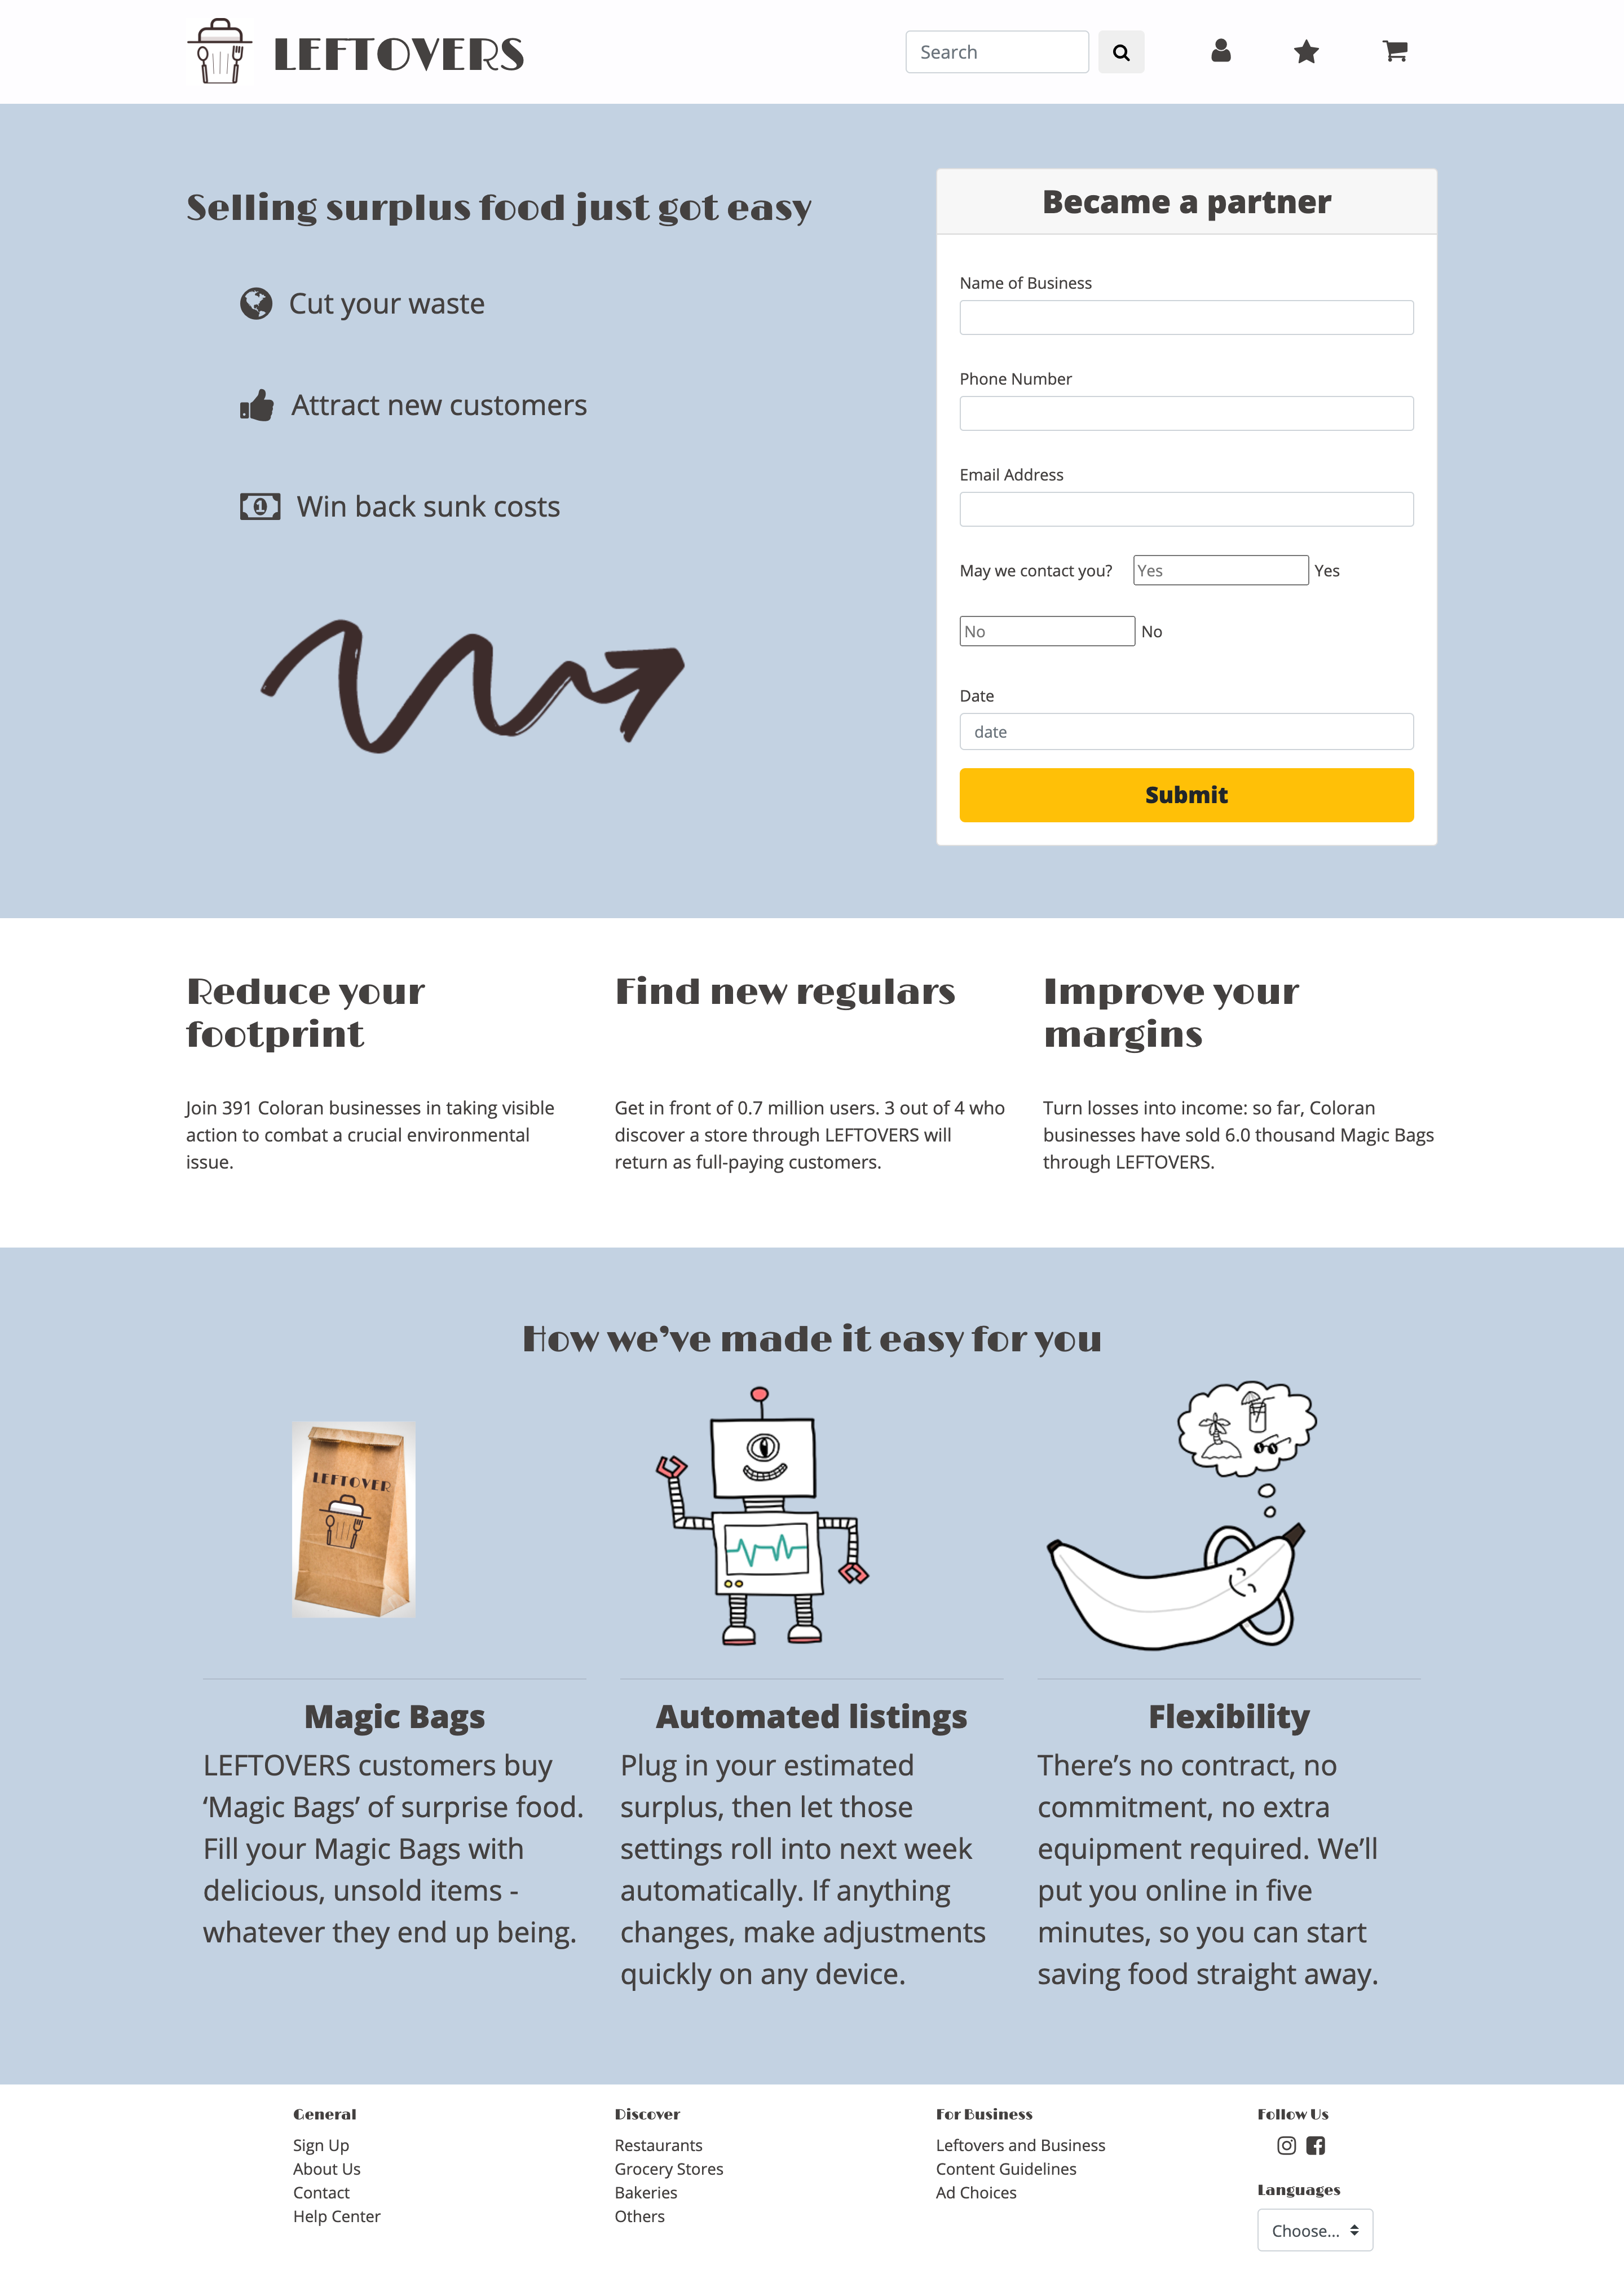 LEFTOVERS
Search
Selling surplus food just got easy
Cut your waste
Attract new customers
1
Win back sunk costs
Became a partner
Name of Business
Phone Number
Email Address
May we contact you?
Yes
Yes
No
No
Date
date
Submit
Reduce your
footprint
Join 391 Coloran businesses in taking visible
action to combat a crucial environmental
issue.
Find new regulars
Get in front of 0.7 million users. 3 out of 4 who
discover a store through LEFTOVERS will
return as full-paying customers.
Improve your
margins
Turn losses into income: so far, Coloran
businesses have sold 6.0 thousand Magic Bags
through LEFTOVERS.
How we’ve made it easy for you
LEFTOVER
Magic Bags
LEFTOVERS customers buy
‘Magic Bags’ of surprise food.
Fill your Magic Bags with
delicious, unsold items -
whatever they end up being.
Automated listings
Plug in your estimated
surplus, then let those
settings roll into next week
automatically. If anything
changes, make adjustments
quickly on any device.
Flexibility
There’s no contract, no
commitment, no extra
equipment required. We’ll
put you online in five
minutes, so you can start
saving food straight away.
General
Sign Up
About Us
Contact
Help Center
Discover
Restaurants
Grocery Stores
Bakeries
Others
For Business
Leftovers and Business
Content Guidelines
Ad Choices
Follow Us
Languages
Choose...